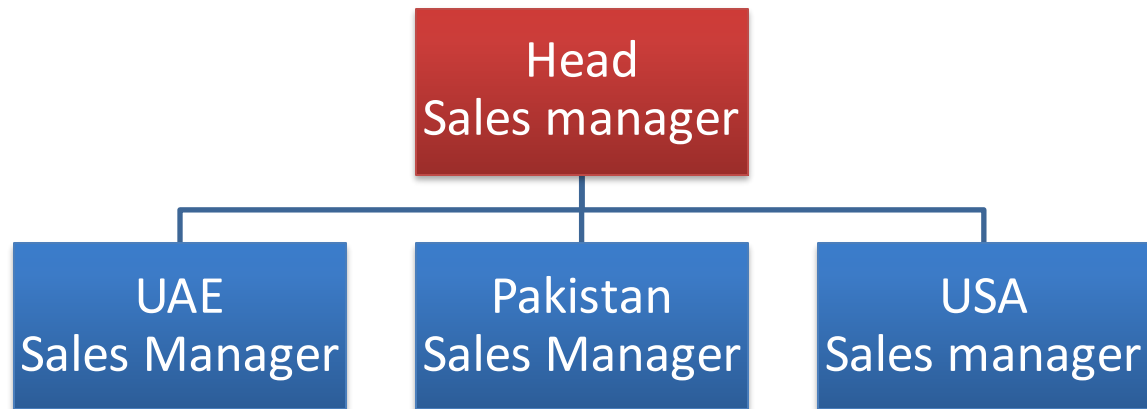 Head
Sales manager
UAE
Sales Manager
Pakistan
Sales Manager
USA
Sales manager